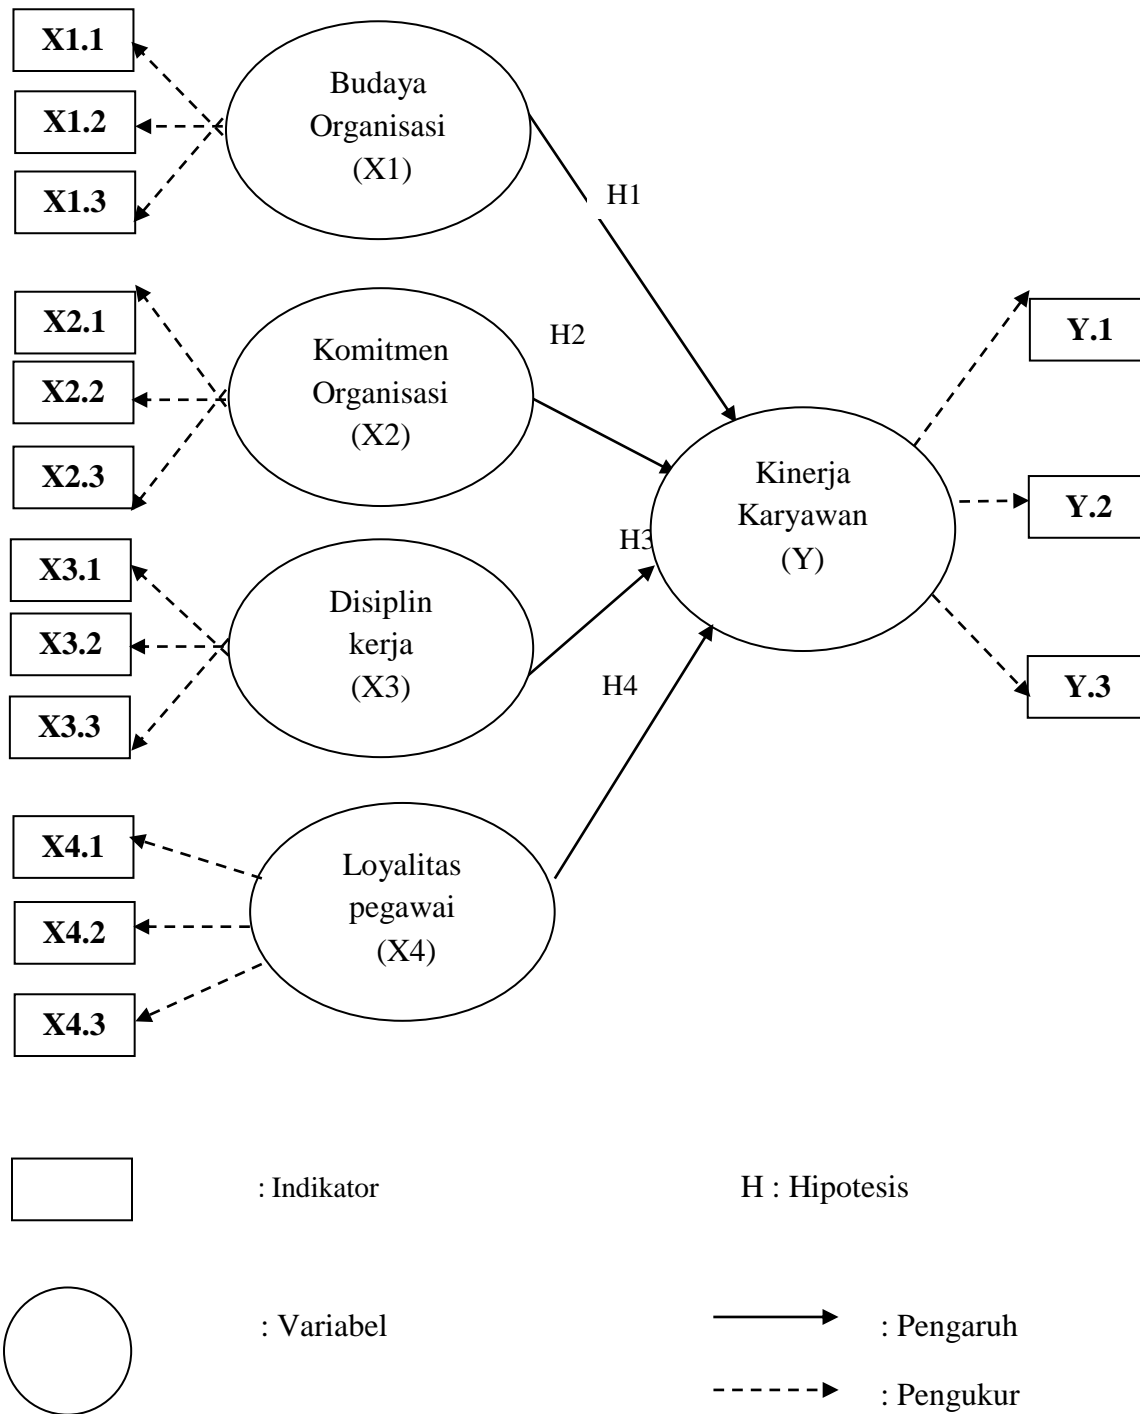 X1.1
X1.2
X1.3
Budaya
Organisasi
(X1)
H1
X2.1
X2.2
X2.3
Komitmen
Organisasi
(X2)
H2
X3.1
X3.2
X3.3
Disiplin
kerja
(X3)
H3
X4.1
X4.2
X4.3
Loyalitas
pegawai
(X4)
H4
Kinerja
Karyawan
(Y)
Y.1
Y.2
Y.3
: Indikator
H : Hipotesis
: Variabel
: Pengaruh
: Pengukur